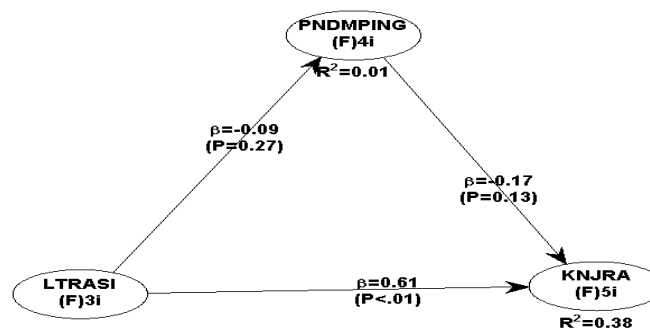 PNDMPING
(F)4i
R²=0.01
β=-0.09
(P=0.27)
β=-0.17
(P=0.13)
LTRASI
(F)3i
β=0.61
(P<.01)
KNJRA
(F)5i
R²=0.38